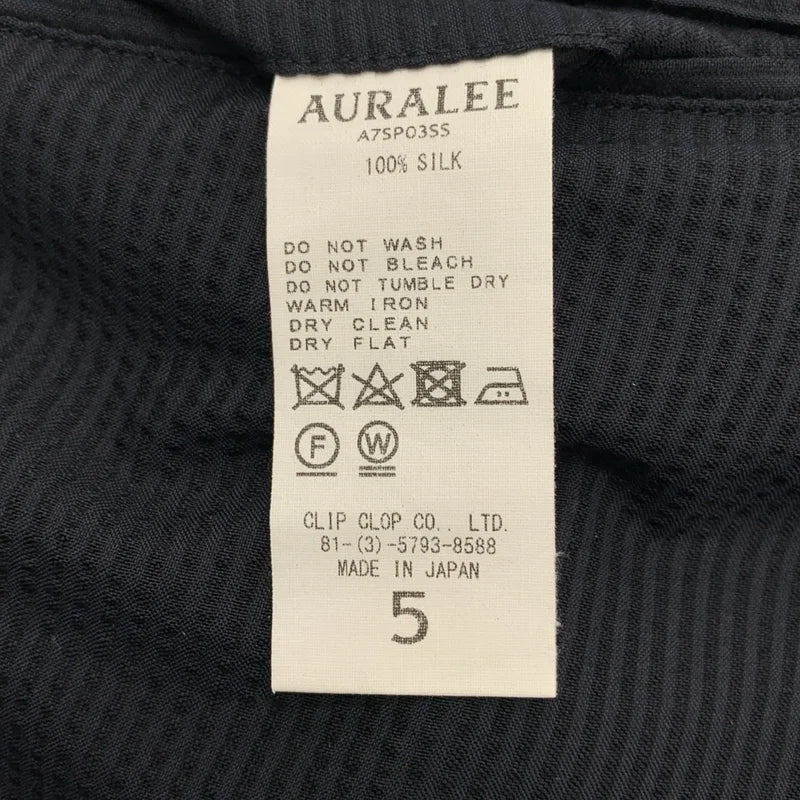 AURALEE
A7SP03SS
100% SILK
DO NOT WASH
DO NOT BLEACH
DO NOT TUMBLE DRY
WARM IRON
DRY CLEAN
DRY FLAT
F W
CLIP CLOP CO., LTD.
81-(3)-5793-8588
MADE IN JAPAN
5